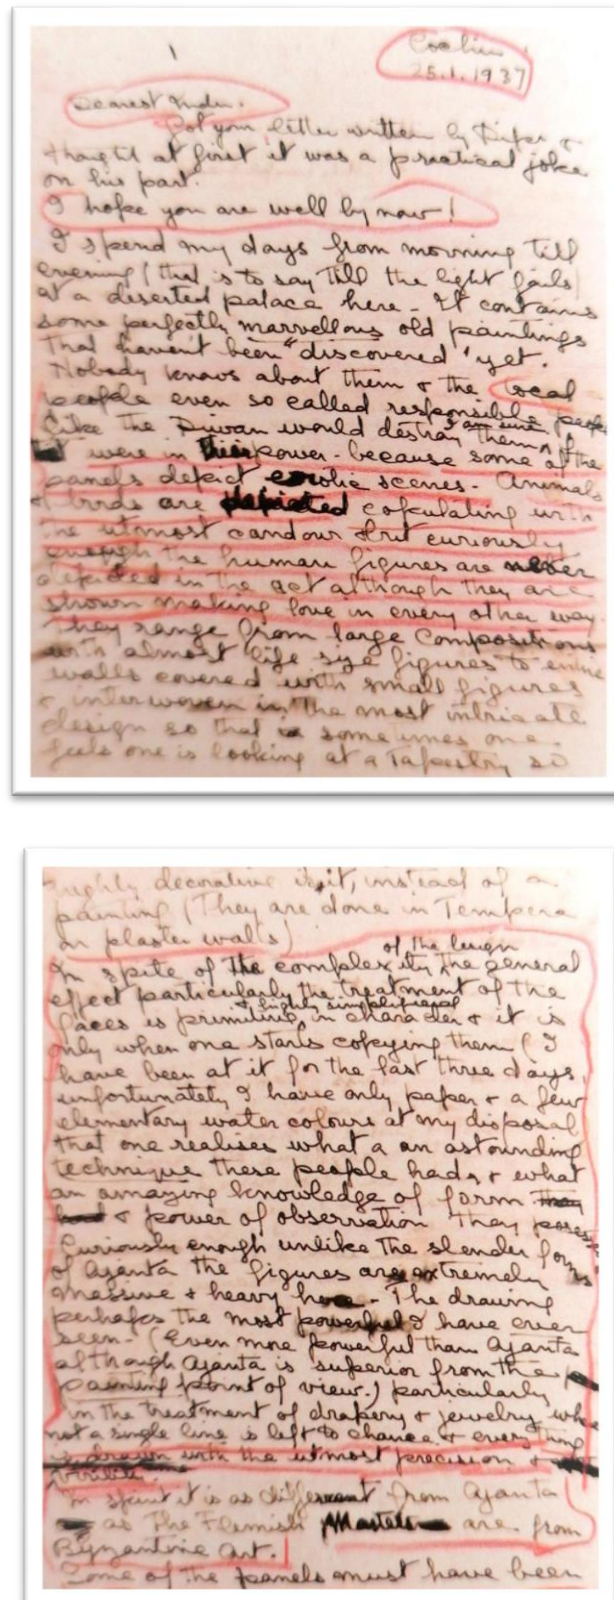 1
Cochin
25.1.1937
Dearest Indu.
Got your letter written by &
thought at first it was a practical joke
on his part.
I hope you are well by now!
I spend my days from morning till
evening (that is to say till the light fails)
at a deserted palace here - It contains
some perfectly marvellous old paintings
That haven't been "discovered" yet.
Nobody knows about them & the local
people even so called responsible people
like the Diwan would destroy them, I am sure, if
it were in their power - because some of the
panels depict erotic scenes - Animals
& birds are depicted copulating with
the utmost candour but curiously
enough the human figures are never
depicted in the act although they are
shown making love in every other way.
They range from large compositions
with almost life size figures to entire
walls covered with small figures
& interwoven in the most intricate
design so that sometimes one
feels one is looking at a Tapestry so
highly decorative is it, instead of a
painting (They are done in Tempera
on plaster walls)
In spite of the complexity of the design the general
effect particularly the treatment of the
faces is primitive & highly simplified in character & it is
only when one starts copying them (I
have been at it for the last three days,
unfortunately I have only paper & a few
elementary water colours at my disposal
that one realises what a an astounding
technique these people had, & what
an amazing knowledge of form they
had & power of observation they possess
Curiously enough unlike the slender forms
of Ajanta the figures are extremely
massive & heavy here - The drawing
perhaps the most powerful I have ever
seen - (Even more powerful than Ajanta
although Ajanta is superior from the
painting point of view.) particularly
in the treatment of drapery & jewelry where
not a single line is left to chance & everything
is drawn with the utmost precision &
virility.
In spirit it is as different from Ajanta
as The Flemish Masters are from
Byzantine Art.
Some of the panels must have been